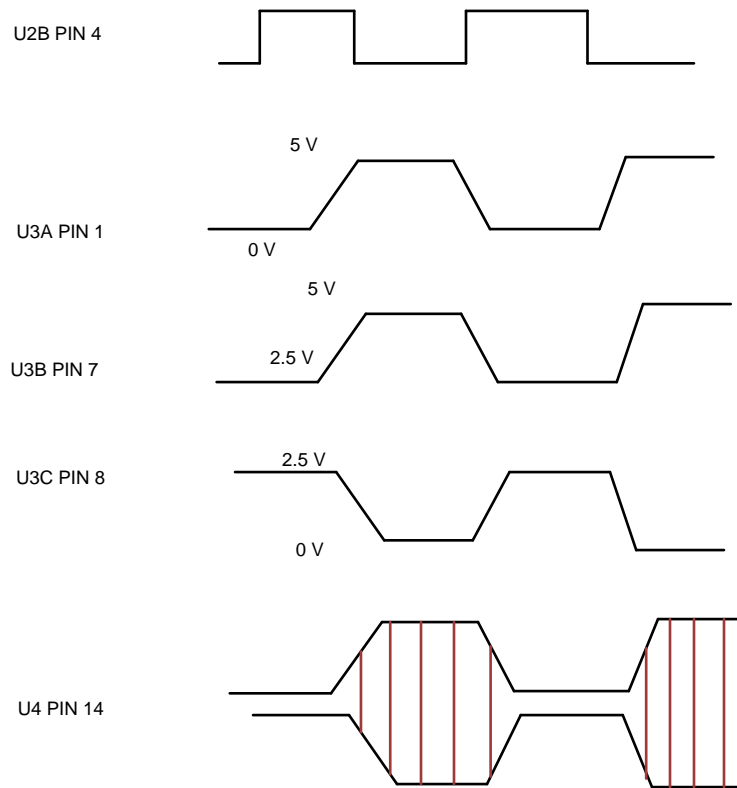 U2B PIN 4
5 V
U3A PIN 1
0 V
5 V
2.5 V
U3B PIN 7
2.5 V
U3C PIN 8
0 V
U4 PIN 14